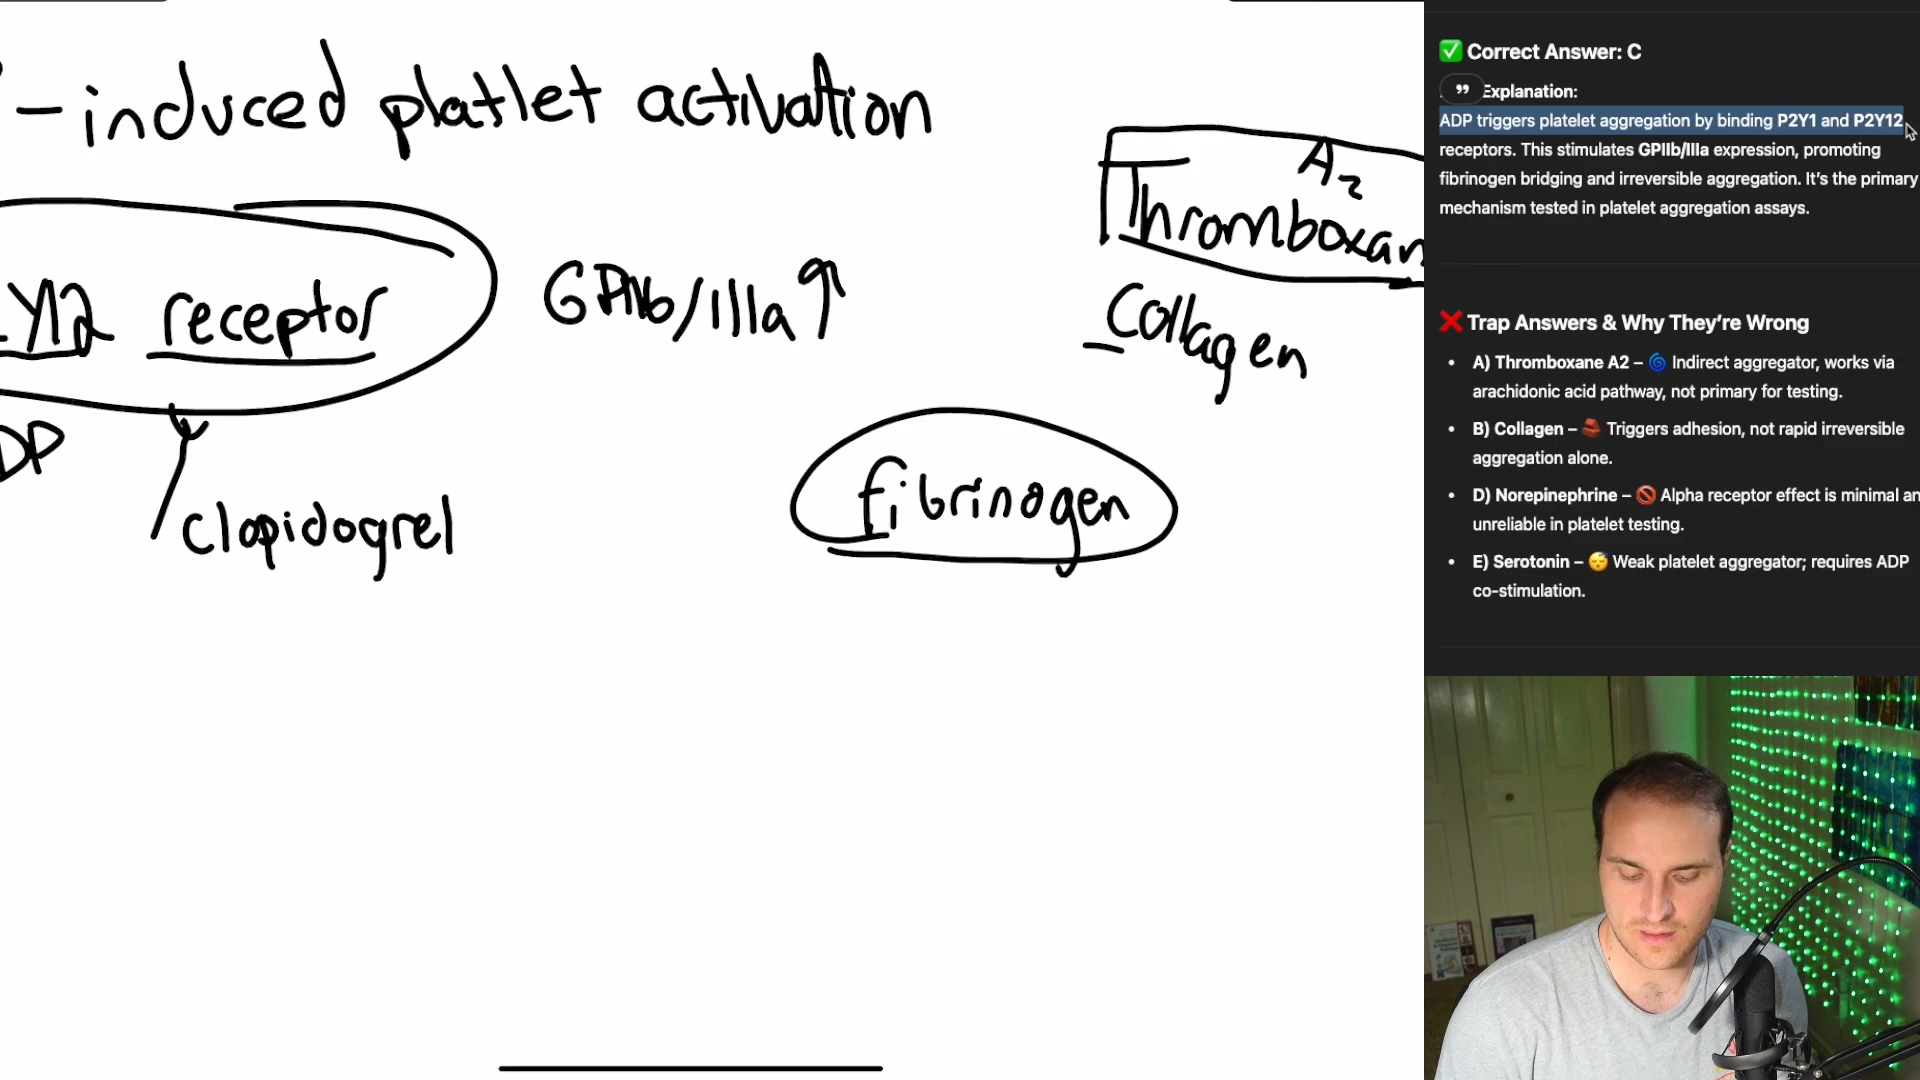 -induced platlet activation
A2
Thromboxan
Y12 receptor
GPIIb/IIIa ↑
Collagen
DP
clopidogrel
fibrinogen
✅ Correct Answer: C
Explanation:
ADP triggers platelet aggregation by binding P2Y1 and P2Y12
receptors. This stimulates GPIIb/IIIa expression, promoting
fibrinogen bridging and irreversible aggregation. It’s the primary
mechanism tested in platelet aggregation assays.
❌ Trap Answers & Why They’re Wrong
• A) Thromboxane A2 – 🌀 Indirect aggregator, works via
arachidonic acid pathway, not primary for testing.
• B) Collagen – 🧱 Triggers adhesion, not rapid irreversible
aggregation alone.
• D) Norepinephrine – 🚫 Alpha receptor effect is minimal an
unreliable in platelet testing.
• E) Serotonin – 😴 Weak platelet aggregator; requires ADP
co-stimulation.